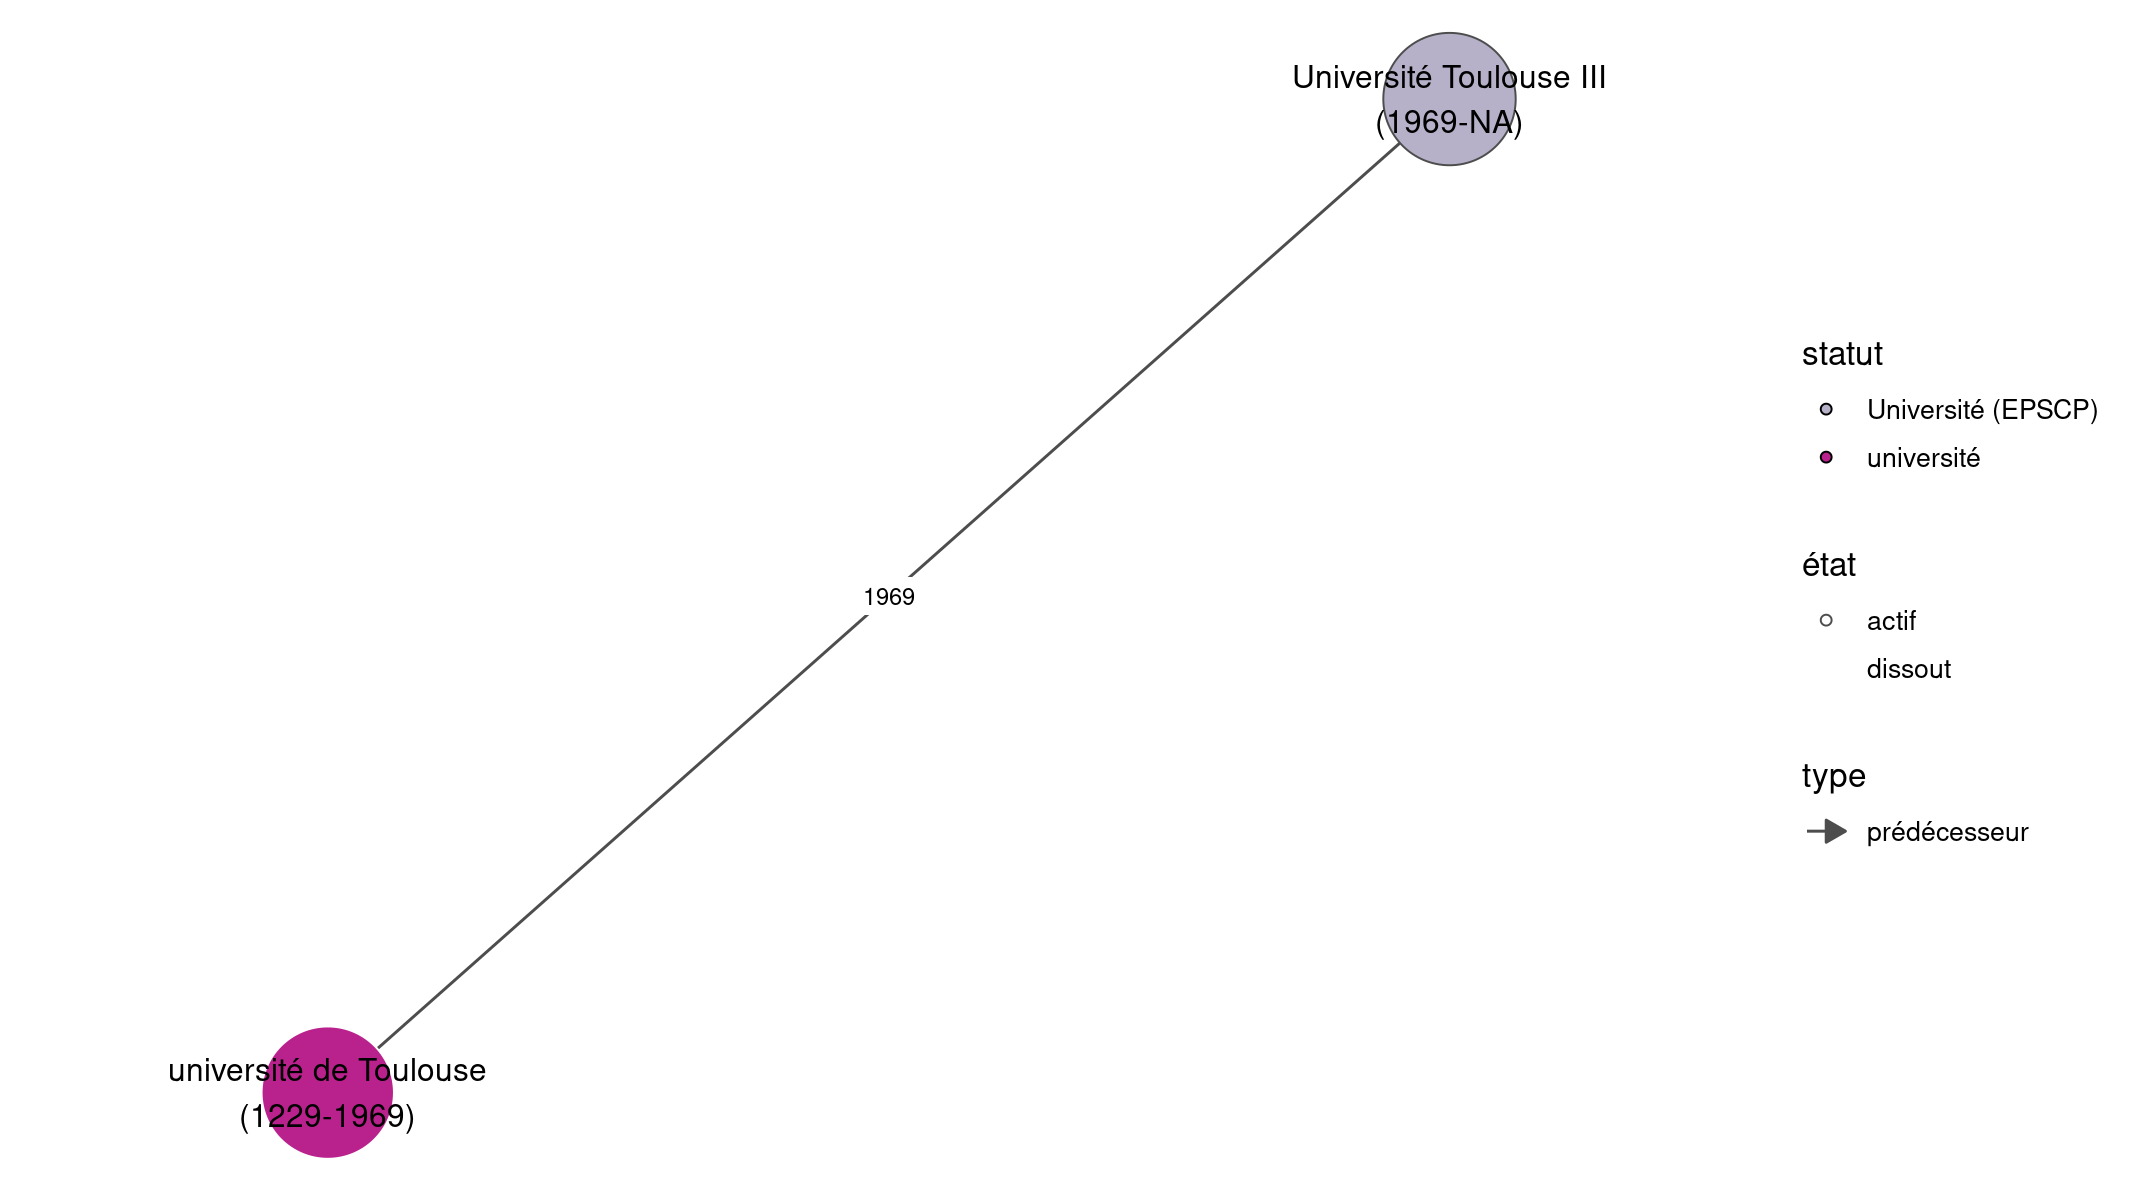 Université Toulouse III
(1969-NA)
1969
université de Toulouse
(1229-1969)
statut
Université (EPSCP)
université
état
actif
dissout
type
prédécesseur